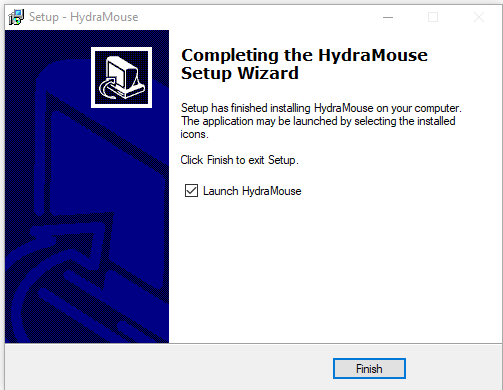 Setup - HydraMouse
Completing the HydraMouse
Setup Wizard
Setup has finished installing HydraMouse on your computer.
The application may be launched by selecting the installed
icons.
Click Finish to exit Setup.
Launch HydraMouse
Finish